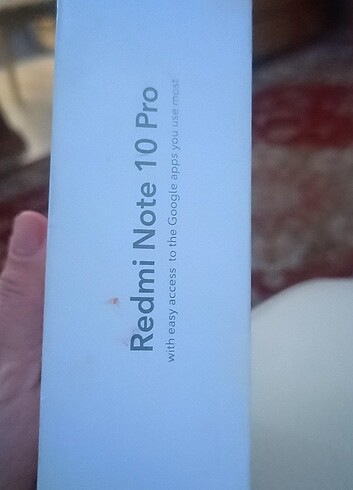 Redmi Note 10 Pro
with easy access to the Google apps you use most